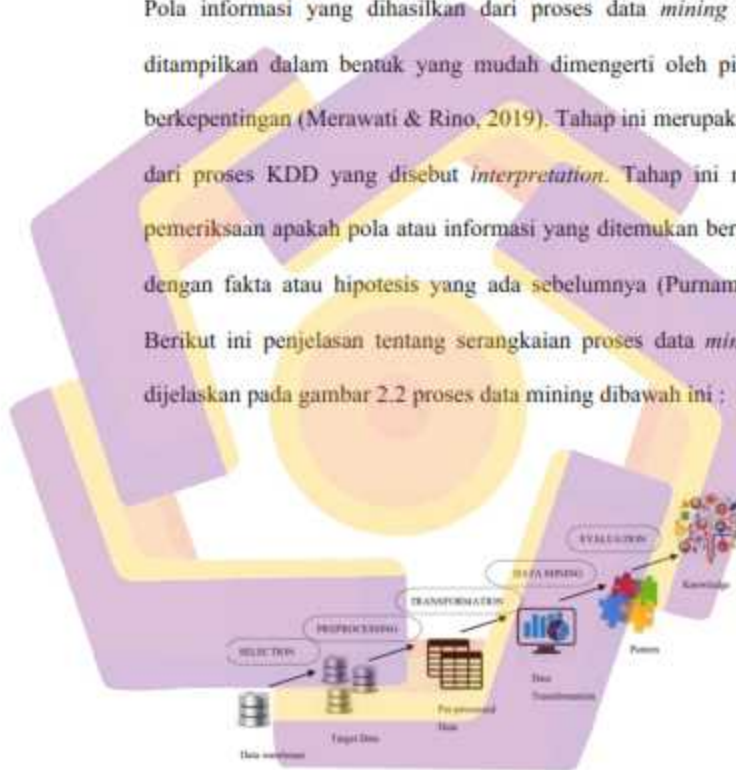 Pola informasi yang dihasilkan dari proses data mining
ditampilkan dalam bentuk yang mudah dimengerti oleh pi
berkepentingan (Merawati & Rino, 2019). Tahap ini merupak
dari proses KDD yang disebut interpretation. Tahap ini m
pemeriksaan apakah pola atau informasi yang ditemukan ber
dengan fakta atau hipotesis yang ada sebelumnya (Purnam
Berikut ini penjelasan tentang serangkaian proses data min
dijelaskan pada gambar 2.2 proses data mining dibawah ini :
EVALUATION
DATA MINING
Knowledge
TRANSFORMATION
PREPROCESSING
SELECTION
Pattern
Data
Transformation
Pre-processed
Data
Target Data
Data warehouse